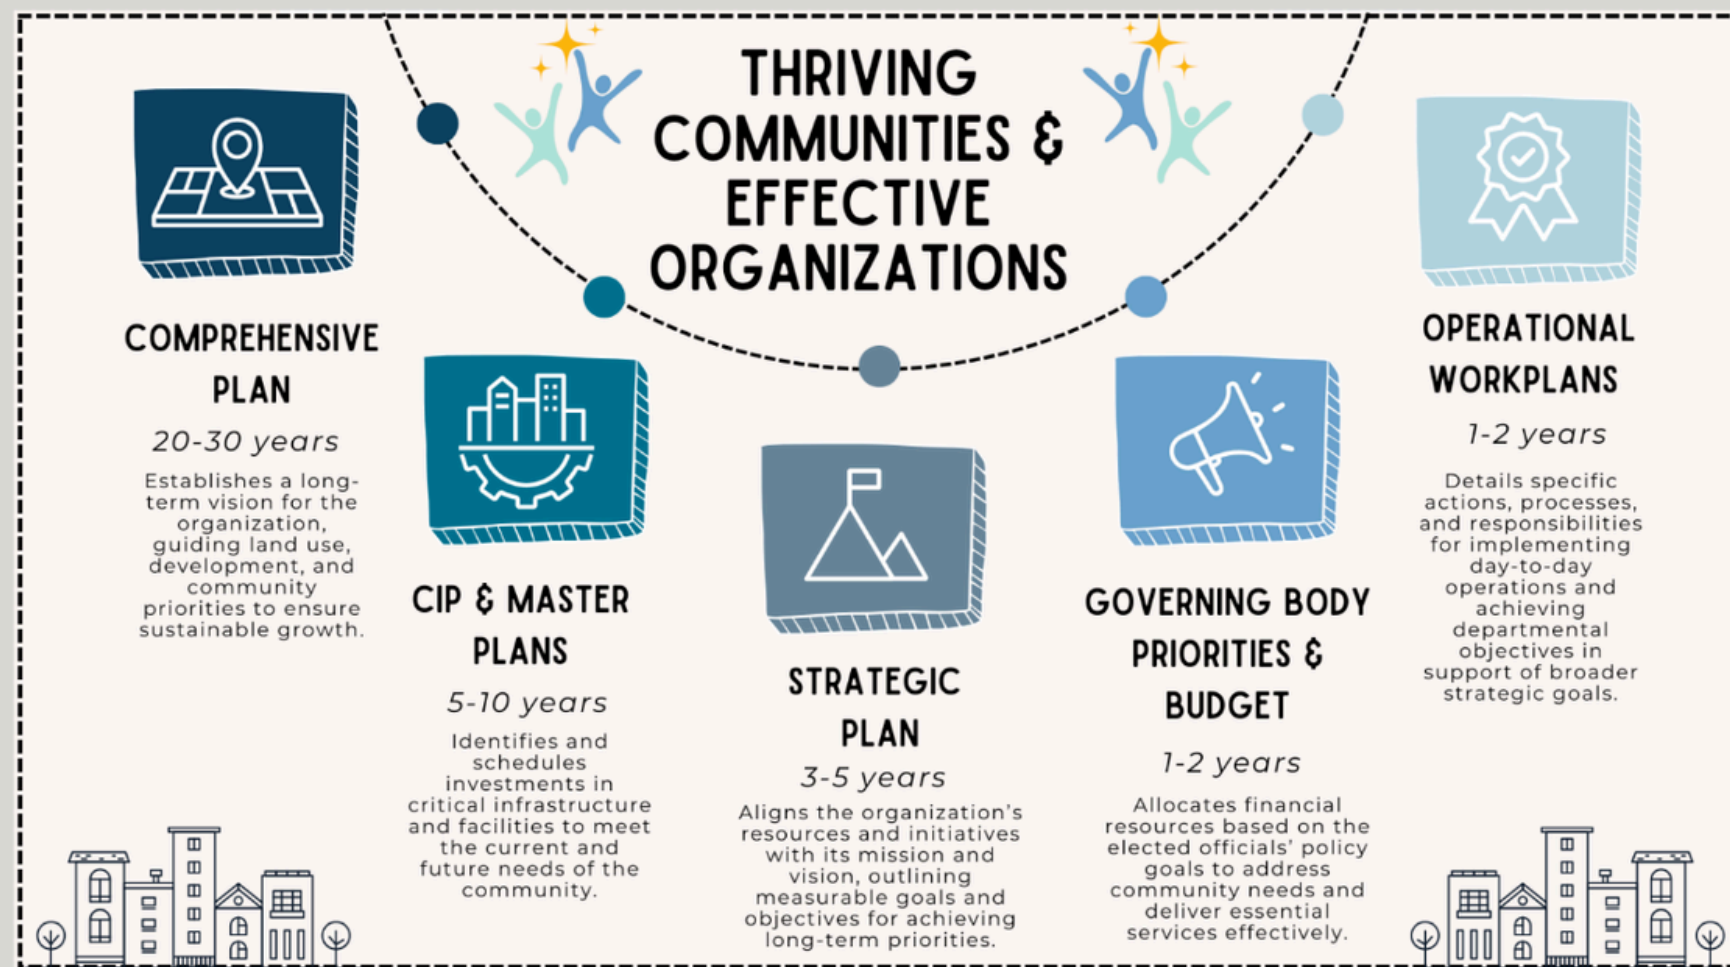 THRIVING
COMMUNITIES &
EFFECTIVE
ORGANIZATIONS
COMPREHENSIVE
PLAN
20-30 years
Establishes a long-
term vision for the
organization,
guiding land use,
development, and
community
priorities to ensure
sustainable growth.
CIP & MASTER
PLANS
5-10 years
Identifies and
schedules
investments in
critical infrastructure
and facilities to meet
the current and
future needs of the
community.
STRATEGIC
PLAN
3-5 years
Aligns the organization's
resources and initiatives
with its mission and
vision, outlining
measurable goals and
objectives for achieving
long-term priorities.
GOVERNING BODY
PRIORITIES &
BUDGET
1-2 years
Allocates financial
resources based on the
elected officials' policy
goals to address
community needs and
deliver essential
services effectively.
OPERATIONAL
WORKPLANS
1-2 years
Details specific
actions, processes,
and responsibilities
for implementing
day-to-day
operations and
achieving
departmental
objectives in
support of broader
strategic goals.